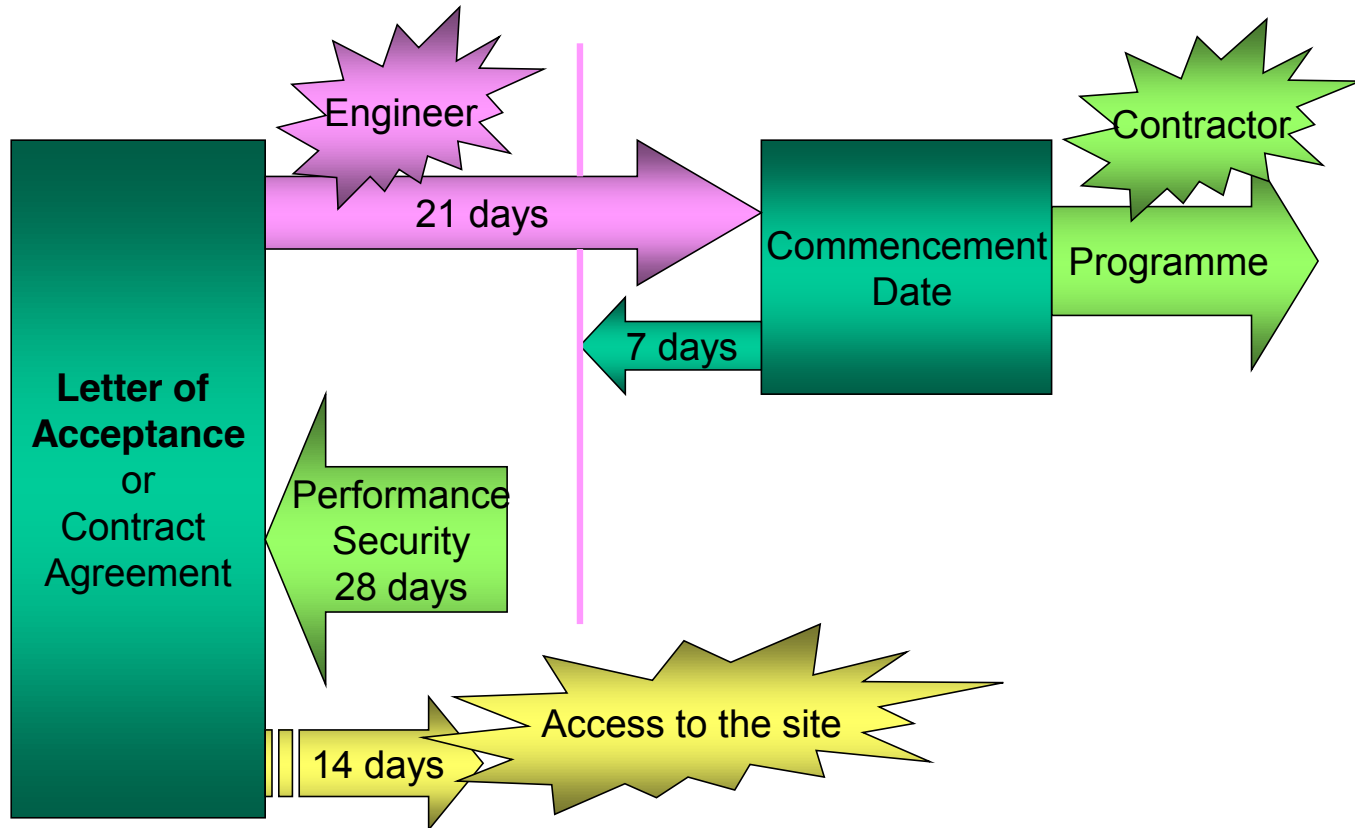 Engineer
21 days
Commencement
Date
Contractor
Programme
7 days
Letter of
Acceptance
or
Contract
Agreement
Performance
Security
28 days
14 days
Access to the site